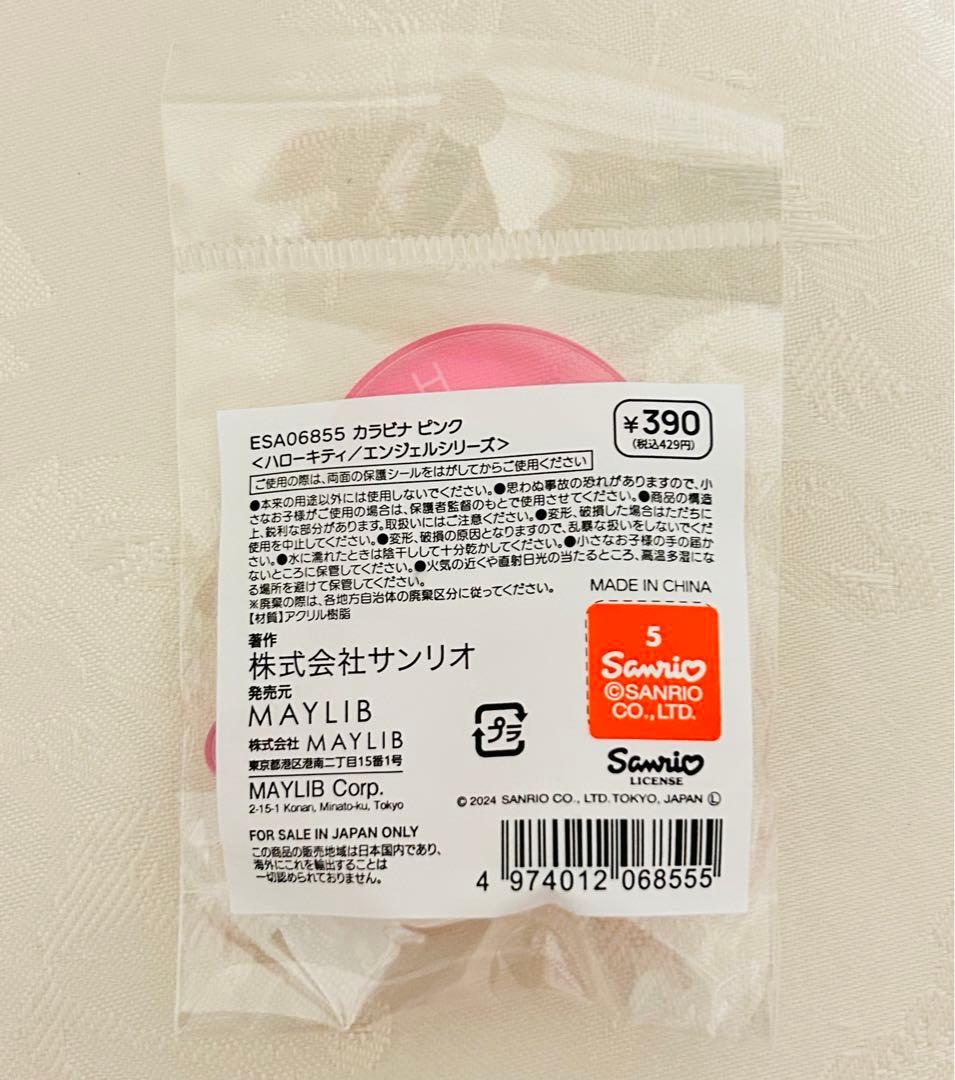 ESA06855 カラビナ ピンク
<ハローキティ/エンジェルシリーズ>
¥390
(税込429円)
ご使用の際は、両面の保護シールをはがしてからご使用ください
●本来の用途以外には使用しないでください。●思わぬ事故の恐れがありますので、小
さなお子様がご使用の場合は、保護者監督のもとで使用させてください。●商品の構造
上、鋭利な部分があります。取扱いにはご注意ください。●変形、破損した場合はただちに
使用を中止してください。●変形、破損の原因となりますので、乱暴な扱いをしないでくだ
さい。●水に濡れたときは陰干しして十分乾かしてください。●小さなお子様の手の届か
ないところに保管してください。●火気の近くや直射日光の当たるところ、高温多湿にな
る場所を避けて保管してください。
※廃棄の際は、各地方自治体の廃棄区分に従ってください。
【材質】アクリル樹脂
MADE IN CHINA
著作
株式会社サンリオ
発売元
MAYLIB
株式会社 MAYLIB
東京都港区港南二丁目15番1号
MAYLIB Corp.
2-15-1 Konan, Minato-ku, Tokyo
プラ
5
Sanrio
©SANRIO
CO.,LTD.
Sanrio
LICENSE
© 2024 SANRIO CO., LTD. TOKYO, JAPAN Ⓛ
FOR SALE IN JAPAN ONLY
この商品の販売地域は日本国内であり、
海外にこれを輸出することは
一切認められておりません。
4 974012 068555